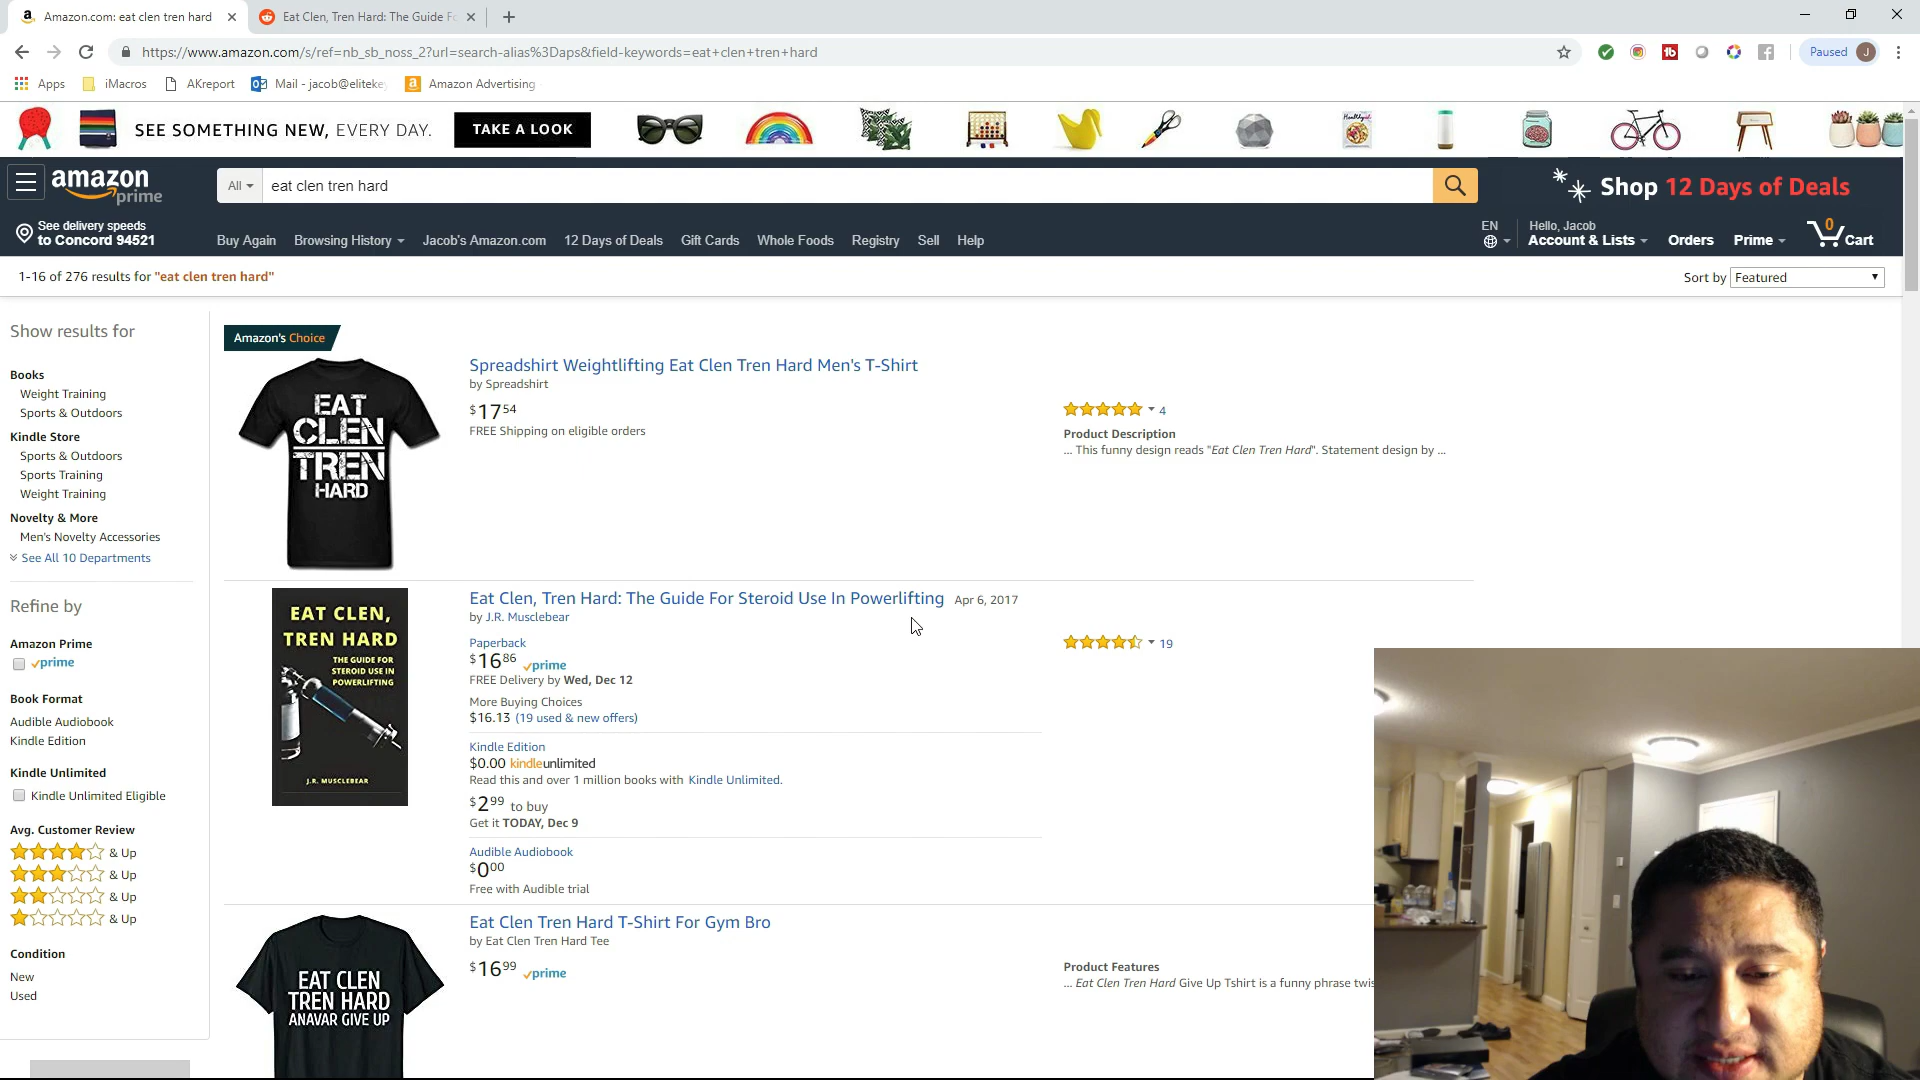 Amazon.com: eat clen tren hard
Eat Clen, Tren Hard: The Guide Fo
https://www.amazon.com/s/ref=nb_sb_noss_2?url=search-alias%3Daps&field-keywords=eat+clen+tren+hard
Paused J
Apps iMacros AKreport Mail - jacob@eliteke Amazon Advertising
SEE SOMETHING NEW, EVERY DAY. TAKE A LOOK
amazon prime
All eat clen tren hard
Shop 12 Days of Deals
See delivery speeds
to Concord 94521
Buy Again Browsing History Jacob's Amazon.com 12 Days of Deals Gift Cards Whole Foods Registry Sell Help
EN
Hello, Jacob
Account & Lists Orders Prime 0 Cart
1-16 of 276 results for "eat clen tren hard"
Sort by Featured
Show results for
Books
Weight Training
Sports & Outdoors
Kindle Store
Sports & Outdoors
Sports Training
Weight Training
Novelty & More
Men's Novelty Accessories
See All 10 Departments
Refine by
Amazon Prime
prime
Book Format
Audible Audiobook
Kindle Edition
Kindle Unlimited
Kindle Unlimited Eligible
Avg. Customer Review
& Up
& Up
& Up
& Up
Condition
New
Used
Amazon's Choice
EAT
CLEN
TREN
HARD
Spreadshirt Weightlifting Eat Clen Tren Hard Men's T-Shirt
by Spreadshirt
$17 54
FREE Shipping on eligible orders
4
Product Description
... This funny design reads "Eat Clen Tren Hard". Statement design by ...
EAT CLEN,
TREN HARD
THE GUIDE FOR
STEROID USE IN
POWERLIFTING
J.R. MUSCLEBEAR
Eat Clen, Tren Hard: The Guide For Steroid Use In Powerlifting Apr 6, 2017
by J.R. Musclebear
Paperback
$16 86 prime
FREE Delivery by Wed, Dec 12
More Buying Choices
$16.13 (19 used & new offers)
Kindle Edition
$0.00 kindleunlimited
Read this and over 1 million books with Kindle Unlimited.
$2 99 to buy
Get it TODAY, Dec 9
Audible Audiobook
$0 00
Free with Audible trial
19
EAT CLEN
TREN HARD
ANAVAR GIVE UP
Eat Clen Tren Hard T-Shirt For Gym Bro
by Eat Clen Tren Hard Tee
$16 99 prime
Product Features
... Eat Clen Tren Hard Give Up Tshirt is a funny phrase twis